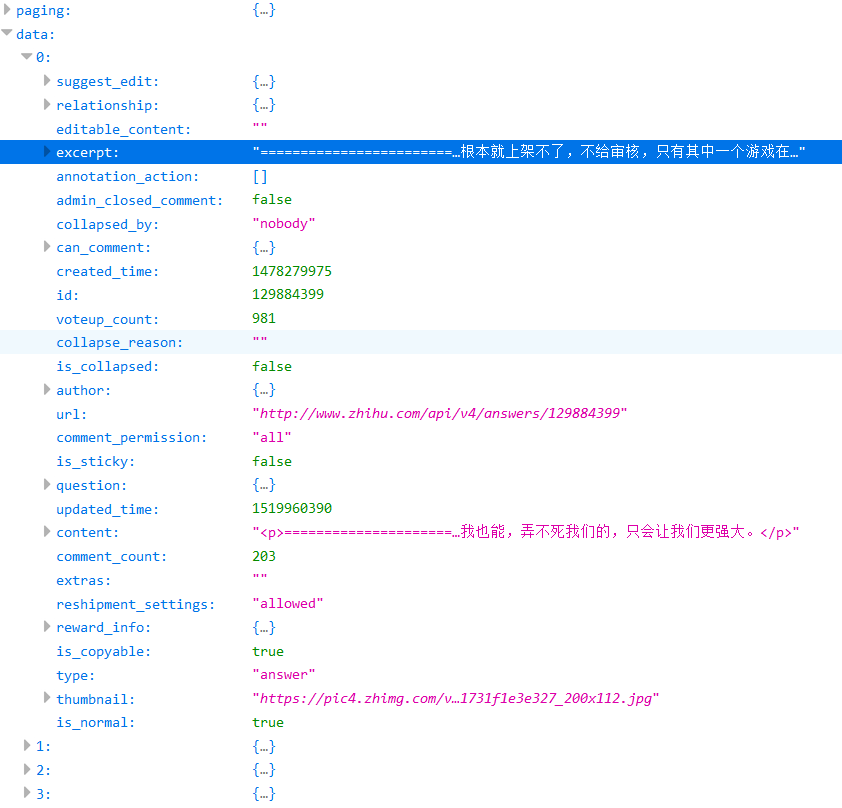 paging: {…}
data:
0:
suggest_edit: {…}
relationship: {…}
editable_content: ""
excerpt: "========================…根本就上架不了，不给审核，只有其中一个游戏在…"
annotation_action: []
admin_closed_comment: false
collapsed_by: "nobody"
can_comment: {…}
created_time: 1478279975
id: 129884399
voteup_count: 981
collapse_reason: ""
is_collapsed: false
author: {…}
url: "http://www.zhihu.com/api/v4/answers/129884399"
comment_permission: "all"
is_sticky: false
question: {…}
updated_time: 1519960390
content: "<p>=====================…我也能，弄不死我们的，只会让我们更强大。</p>"
comment_count: 203
extras: ""
reshipment_settings: "allowed"
reward_info: {…}
is_copyable: true
type: "answer"
thumbnail: "https://pic4.zhimg.com/v…1731f1e3e327_200x112.jpg"
is_normal: true
1: {…}
2: {…}
3: {…}